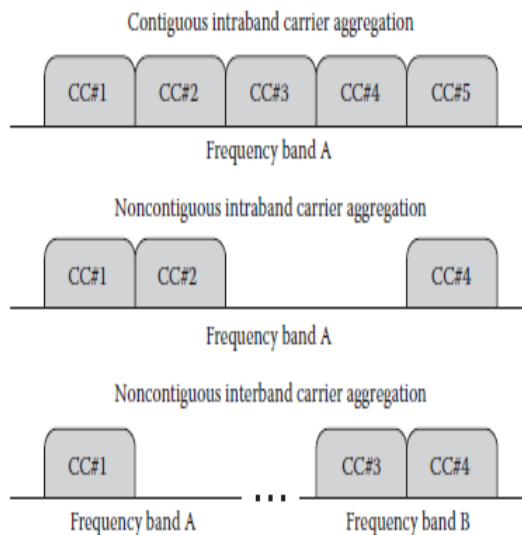 Contiguous intraband carrier aggregation
CC#1 CC#2 CC#3 CC#4 CC#5
Frequency band A
Noncontiguous intraband carrier aggregation
CC#1 CC#2 CC#4
Frequency band A
Noncontiguous interband carrier aggregation
CC#1 CC#3 CC#4
Frequency band A Frequency band B